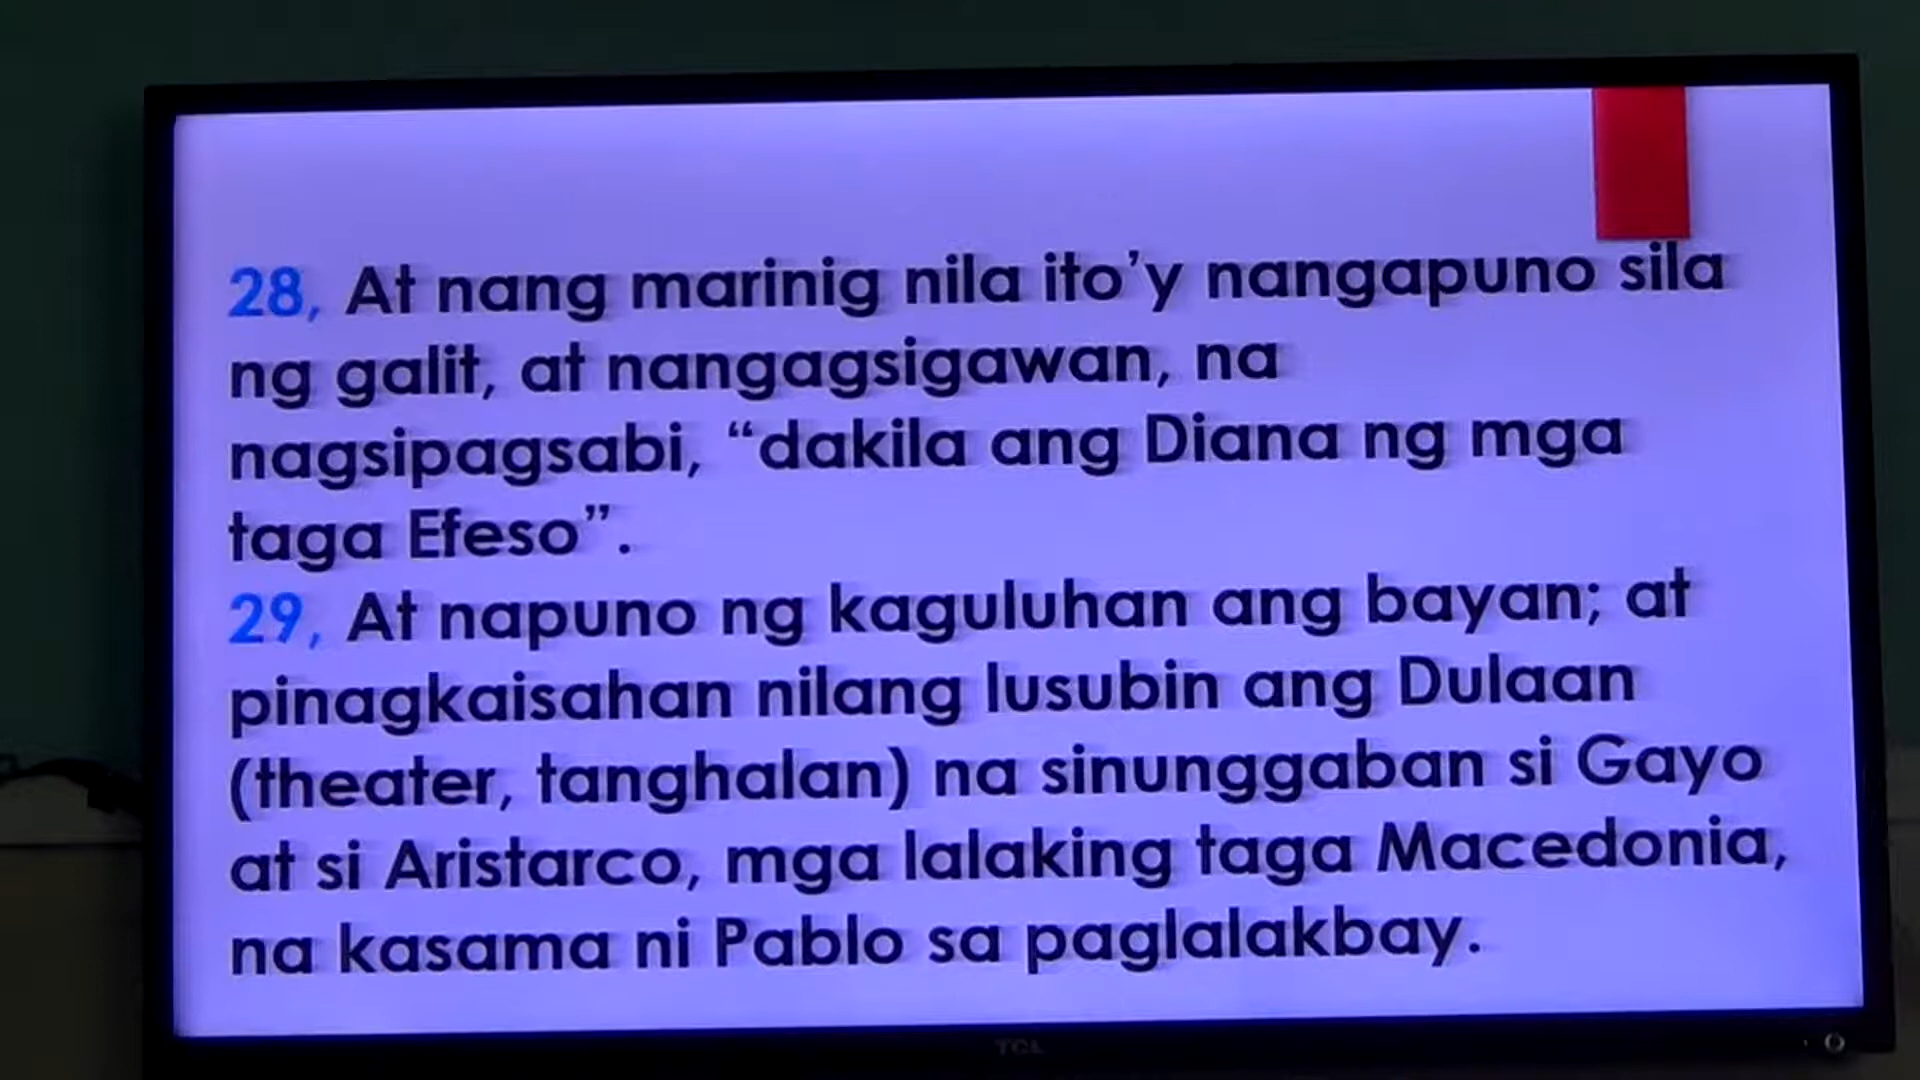 28, At nang marinig nila ito’y nangapuno sila
ng galit, at nangagsigawan, na
nagsipagsabi, “dakila ang Diana ng mga
taga Efeso”.
29, At napuno ng kaguluhan ang bayan; at
pinagkaisahan nilang lusubin ang Dulaan
(theater, tanghalan) na sinunggaban si Gayo
at si Aristarco, mga lalaking taga Macedonia,
na kasama ni Pablo sa paglalakbay.
TCL